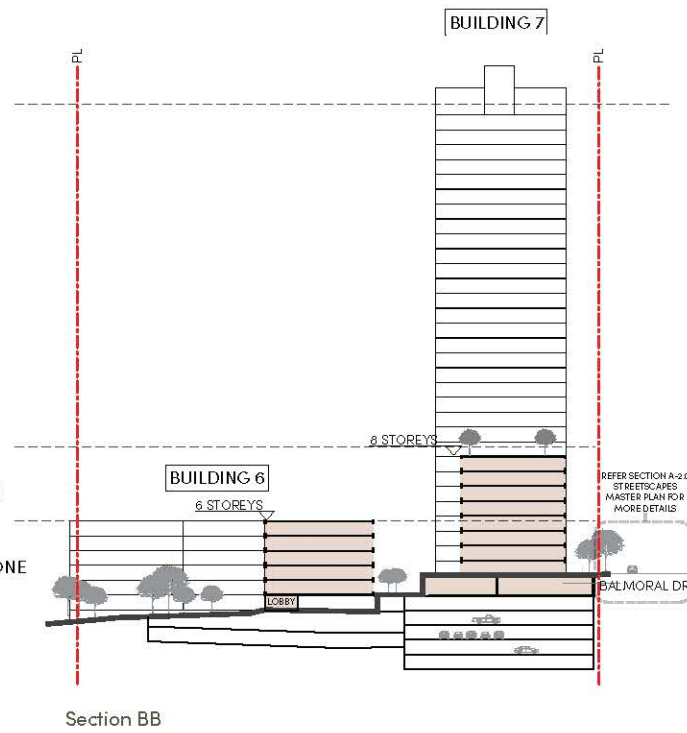 BUILDING 7
PL
PL
8 STOREYS
BUILDING 6
6 STOREYS
REFER SECTION A-2.0
STREETSCAPES
MASTER PLAN FOR
MORE DETAILS
ONE
BALMORAL DR
LOBBY
Section BB